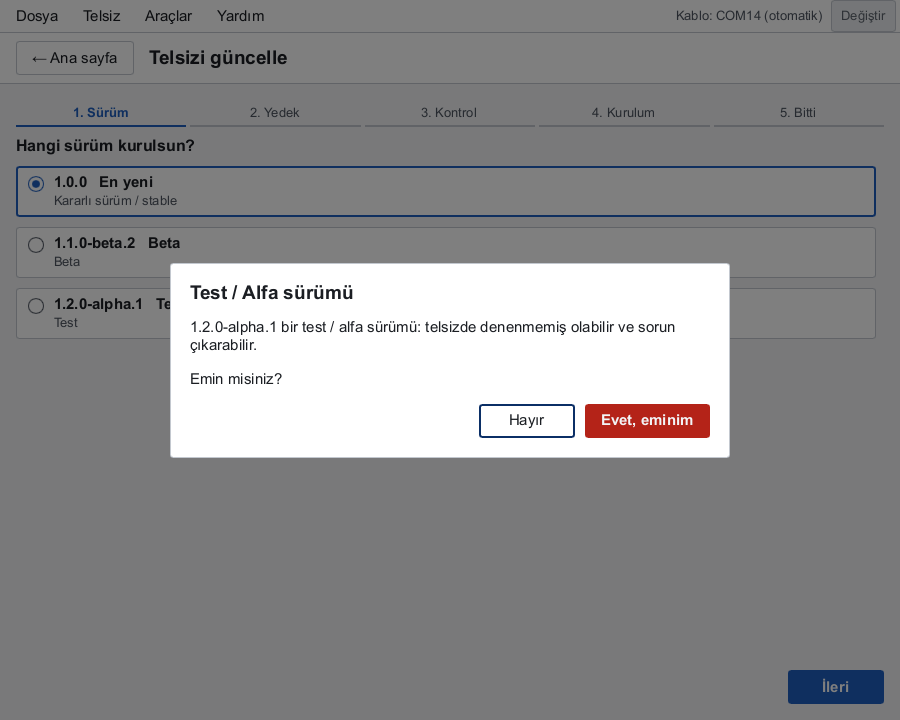 Dosya Telsiz Araçlar Yardım Kablo: COM14 (otomatik) Değiştir
← Ana sayfa Telsizi güncelle
1. Sürüm 2. Yedek 3. Kontrol 4. Kurulum 5. Bitti
Hangi sürüm kurulsun?
1.0.0 En yeni
Kararlı sürüm / stable
1.1.0-beta.2 Beta
Beta
1.2.0-alpha.1
Test
Test / Alfa sürümü
1.2.0-alpha.1 bir test / alfa sürümü: telsizde denenmemiş olabilir ve sorun
çıkarabilir.
Emin misiniz?
Hayır Evet, eminim
İleri